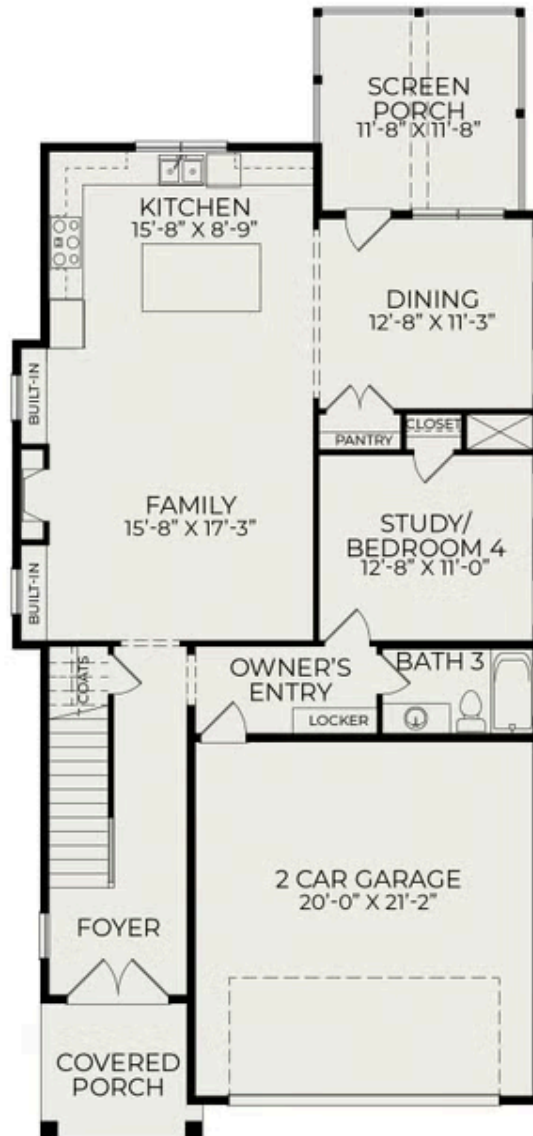 SCREEN
PORCH
11'-8" X 11'-8"
KITCHEN
15'-8" X 8'-9"
DINING
12'-8" X 11'-3"
BUILT-IN
PANTRY
CLOSET
FAMILY
15'-8" X 17'-3"
STUDY/
BEDROOM 4
12'-8" X 11'-0"
BUILT-IN
COATS
OWNER'S
ENTRY
LOCKER
BATH 3
2 CAR GARAGE
20'-0" X 21'-2"
FOYER
COVERED
PORCH